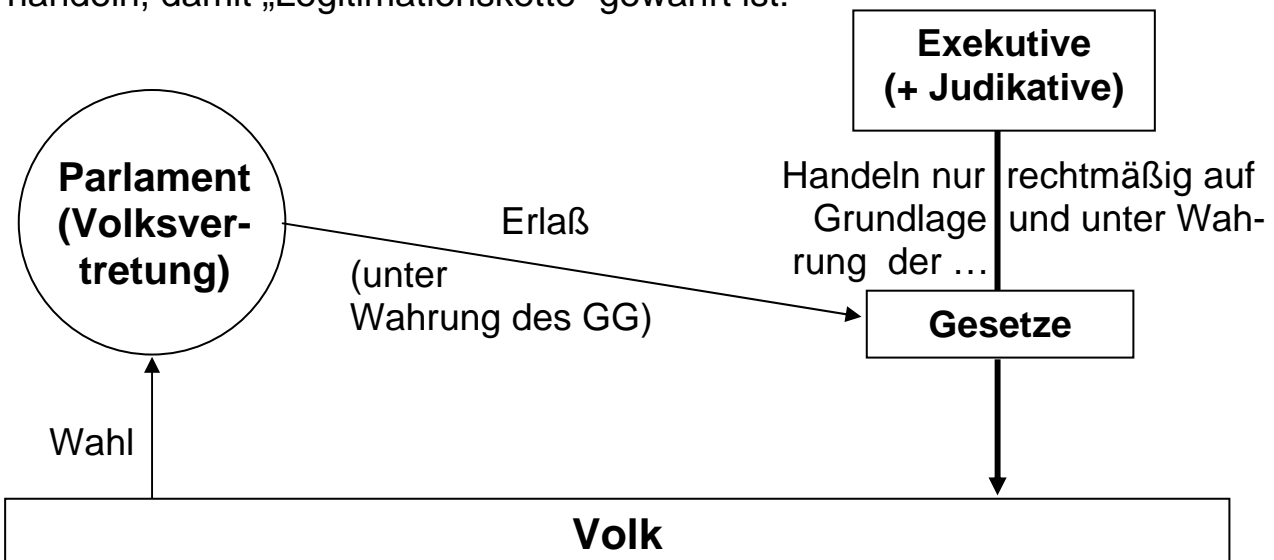 handeln, damit „Legitimationskette“ gewahrt ist.
Exekutive
(+ Judikative)
Parlament
(Volksver-
tretung)
Handeln nur rechtmäßig auf
Grundlage und unter Wah-
rung der …
Erlaß
(unter
Wahrung des GG)
Gesetze
Wahl
Volk